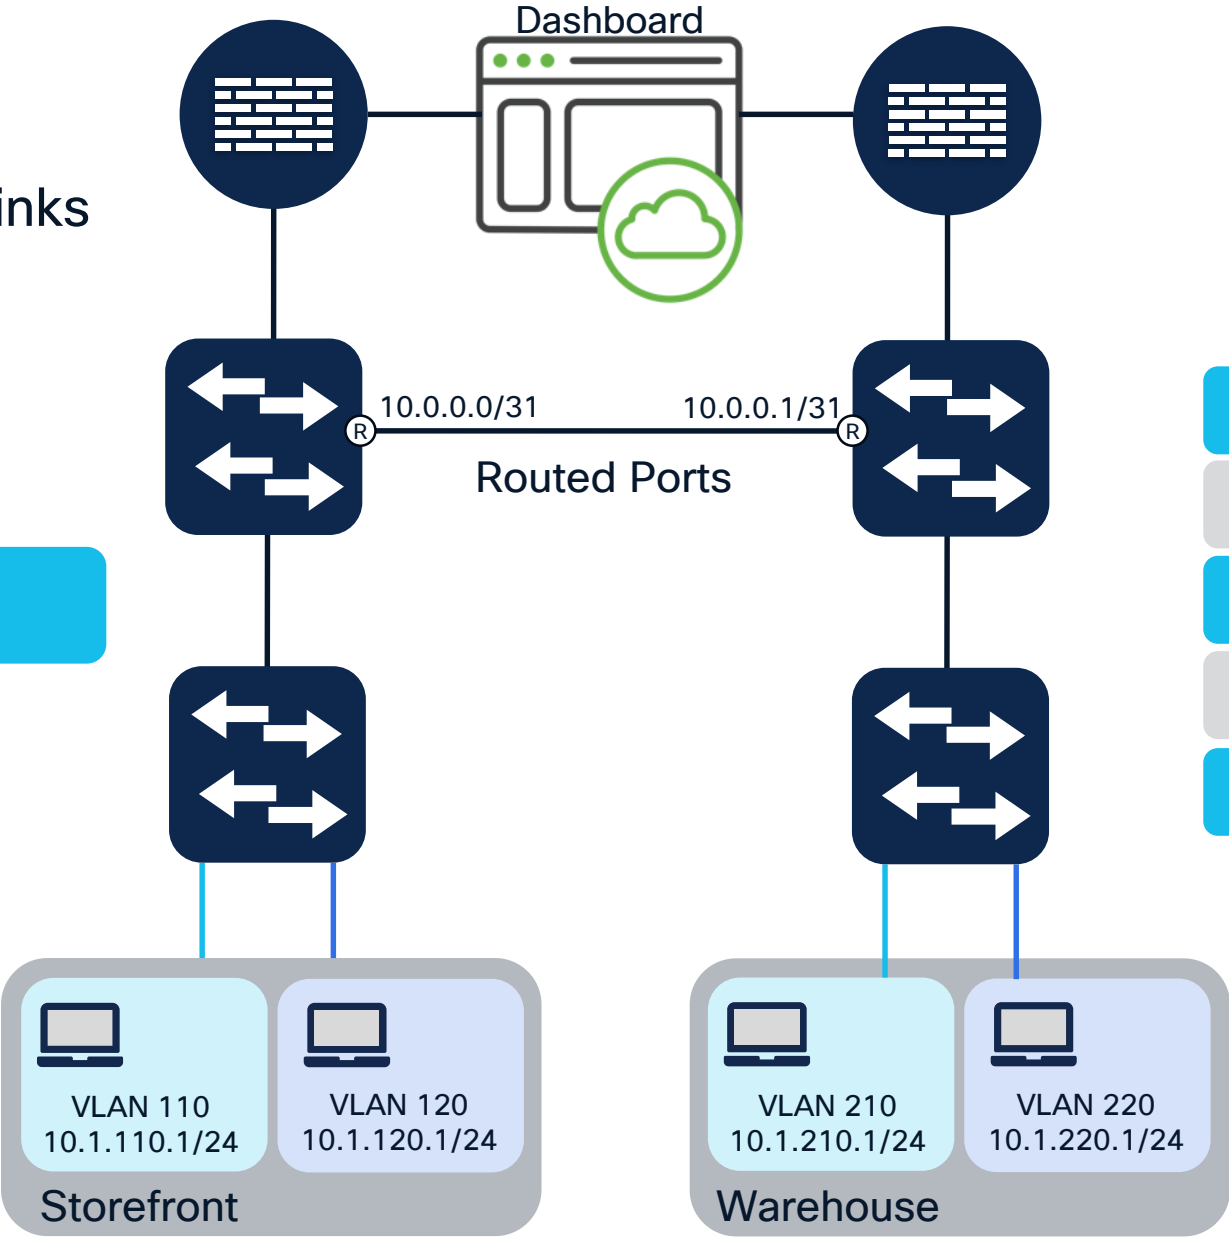 Dashboard
inks
10.0.0.0/31
10.0.0.1/31
R
R
Routed Ports
VLAN 110
10.1.110.1/24
VLAN 120
10.1.120.1/24
VLAN 210
10.1.210.1/24
VLAN 220
10.1.220.1/24
Storefront
Warehouse